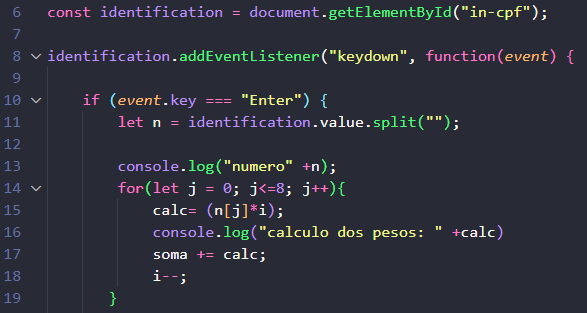 6 const identification = document.getElementById("in-cpf");
7
8 identification.addEventListener("keydown", function(event) {
9
10 if (event.key === "Enter") {
11 let n = identification.value.split("");
12
13 console.log("numero" +n);
14 for(let j = 0; j<=8; j++){
15 calc= (n[j]*i);
16 console.log("calculo dos pesos: " +calc)
17 soma += calc;
18 i--;
19 }